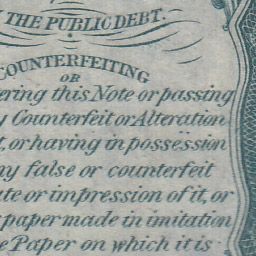 THE PUBLIC DEBT.
COUNTERFEITING
OR
ering this Note or passing
Counterfeit or Alteration
, or having in possession
ny false or counterfeit
ate or impression of it, or
paper made in imitation
e Paper on which it is